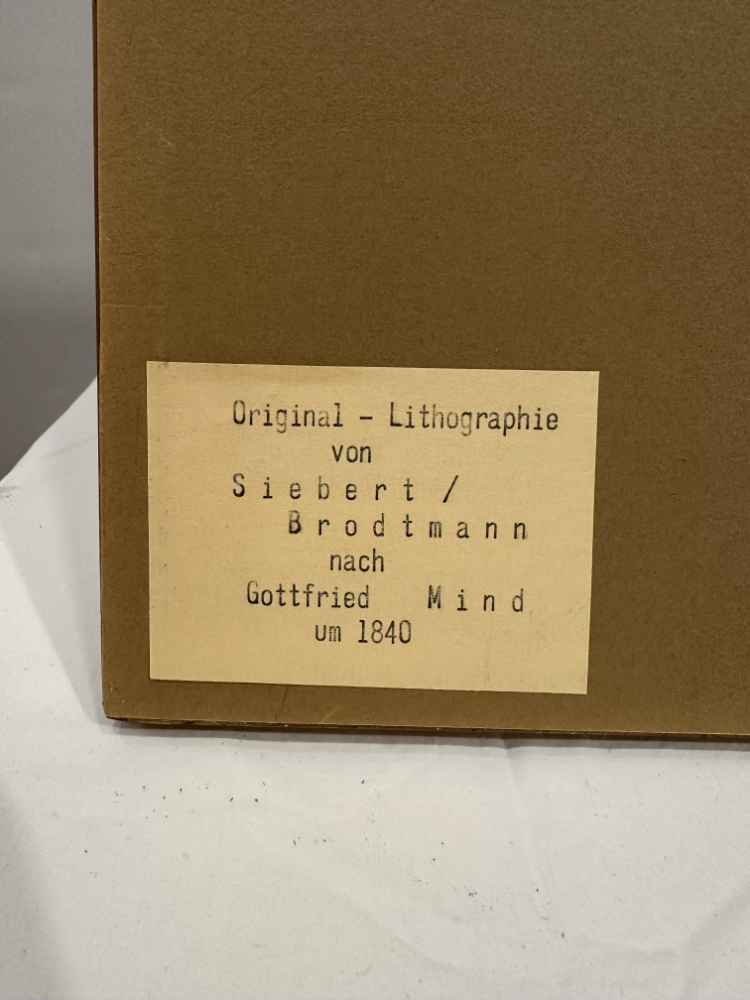 Original - Lithographie
von
Siebert /
Brodtmann
nach
Gottfried Mind
um 1840